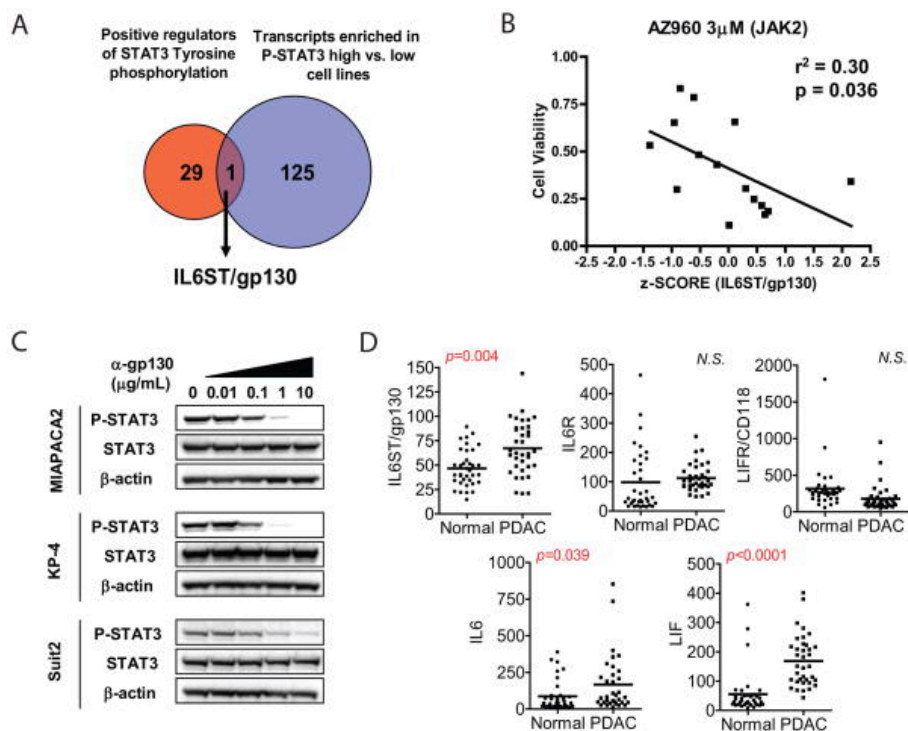 A
Positive regulators
of STAT3 Tyrosine
phosphorylation
Transcripts enriched in
P-STAT3 high vs. low
cell lines
29
1
125
IL6ST/gp130
B
AZ960 3μM (JAK2)
r² = 0.30
p = 0.036
Cell Viability
1.00
0.75
0.50
0.25
0.00
-2.5 -2.0 -1.5 -1.0 -0.5 0.0 0.5 1.0 1.5 2.0 2.5
z-SCORE (IL6ST/gp130)
C
α-gp130
(μg/mL)
0 0.01 0.1 1 10
MIAPACA2
P-STAT3
STAT3
β-actin
KP-4
P-STAT3
STAT3
β-actin
Suit2
P-STAT3
STAT3
β-actin
D
p=0.004
IL6ST/gp130
150
125
100
75
50
25
0
Normal PDAC
N.S.
IL6R
500
400
300
200
100
0
Normal PDAC
N.S.
LIFR/CD118
2000
1500
1000
500
0
Normal PDAC
p=0.039
IL6
1000
750
500
250
0
Normal PDAC
p<0.0001
LIF
500
400
300
200
100
0
Normal PDAC